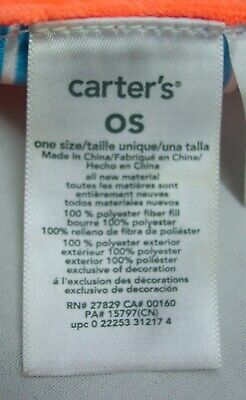 carter's®
OS
one size/taille unique/una talla
Made in China/Fabriqué en Chine/
Hecho en China
all new material
toutes les matières sont
entièrement neuves
todos materiales nuevos
100 % polyester fiber fill
bourre 100% polyester
100% relleno de fibra de poliéster
100 % polyester exterior
extérieur 100% polyester
exterior 100% poliéster
exclusive of decoration
á l'exclusion des décorations
exclusivo de decoración
RN# 27829 CA# 00160
PA# 15797(CN)
upc 0 22253 31217 4